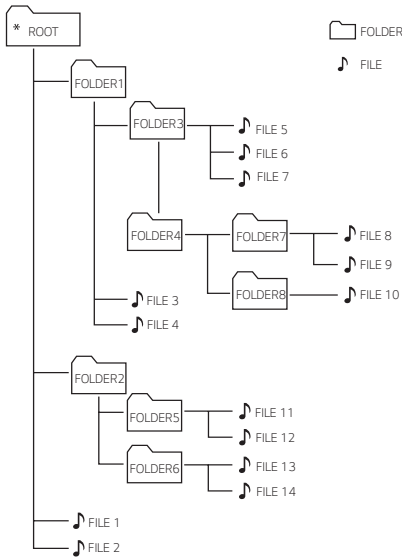 * ROOT
FOLDER
FILE
FOLDER1
FOLDER3
FILE 5
FILE 6
FILE 7
FOLDER4
FOLDER7
FILE 8
FILE 9
FOLDER8
FILE 10
FILE 3
FILE 4
FOLDER2
FOLDER5
FILE 11
FILE 12
FOLDER6
FILE 13
FILE 14
FILE 1
FILE 2